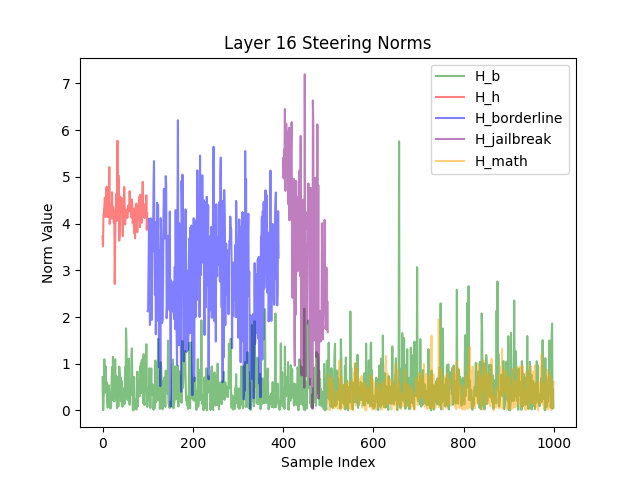 Layer 16 Steering Norms
H_b
H_h
H_borderline
H_jailbreak
H_math
Norm Value
7
6
5
4
3
2
1
0
0 200 400 600 800 1000
Sample Index